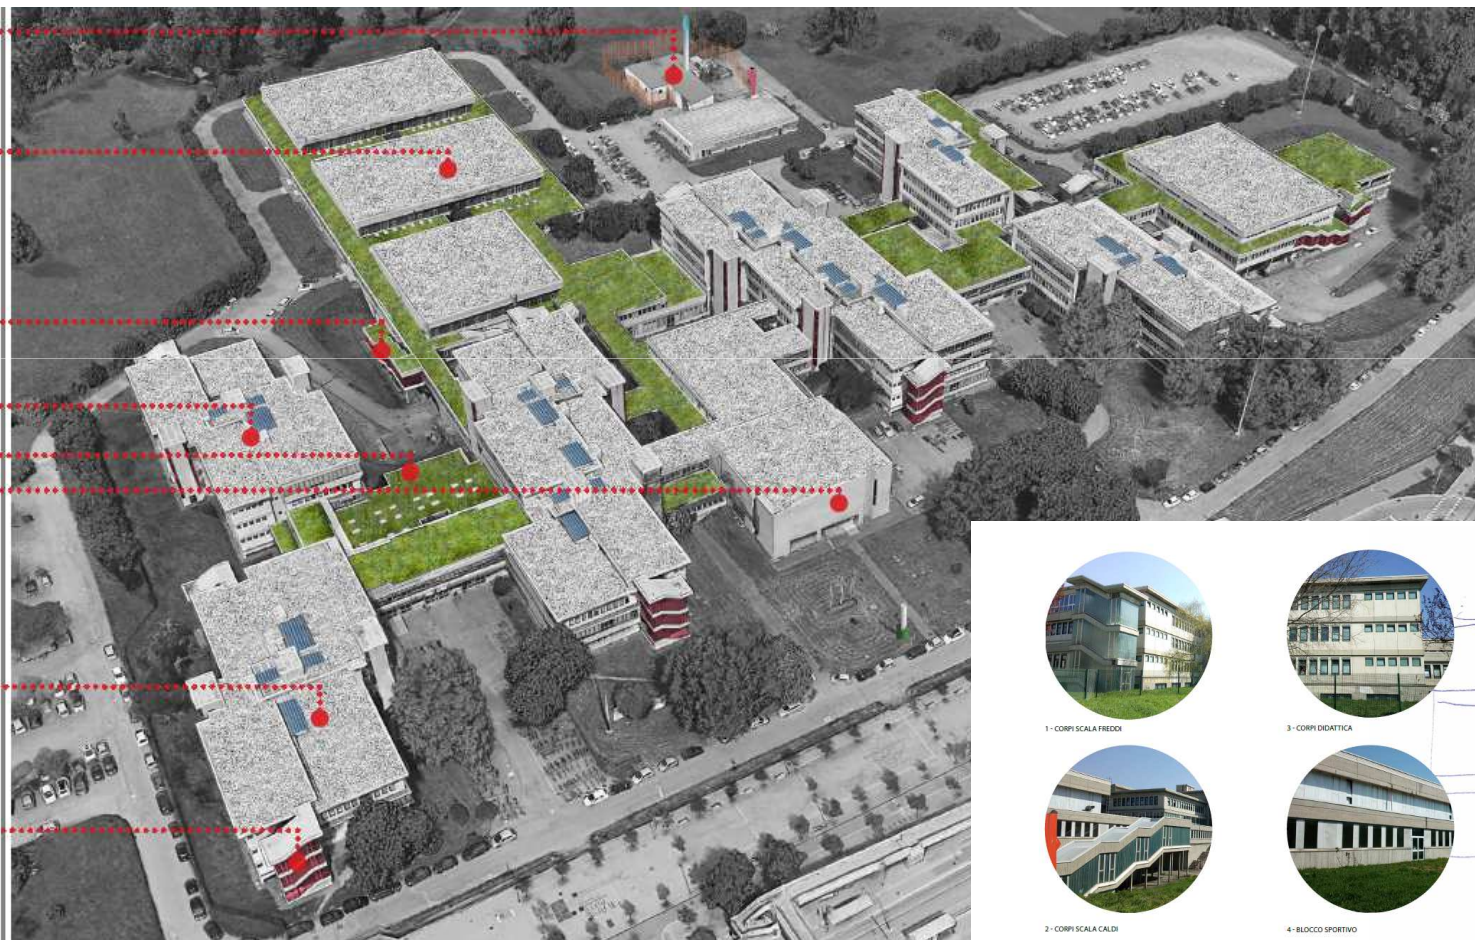 1 - CORPI SCALA FREDDI
3 - CORPI DIDATTICA
2 - CORPI SCALA CALDI
4 - BLOCCO SPORTIVO